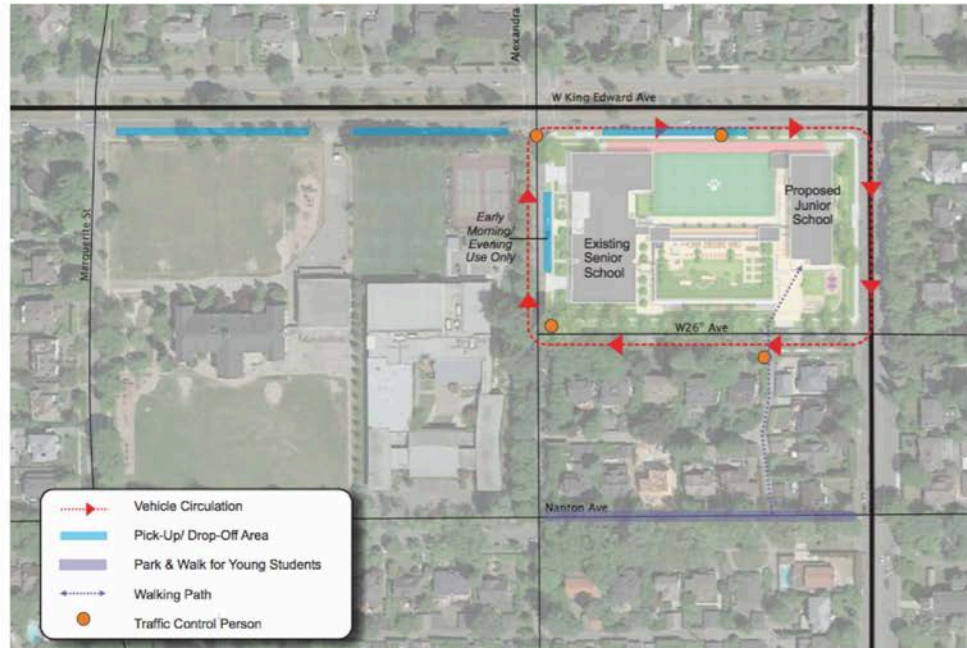 Alexandra
W King Edward Ave
Marguerite St
Early
Morning/
Evening
Use Only
Existing
Senior
School
Proposed
Junior
School
W26" Ave
Nanton Ave
Vehicle Circulation
Pick-Up/ Drop-Off Area
Park & Walk for Young Students
Walking Path
Traffic Control Person